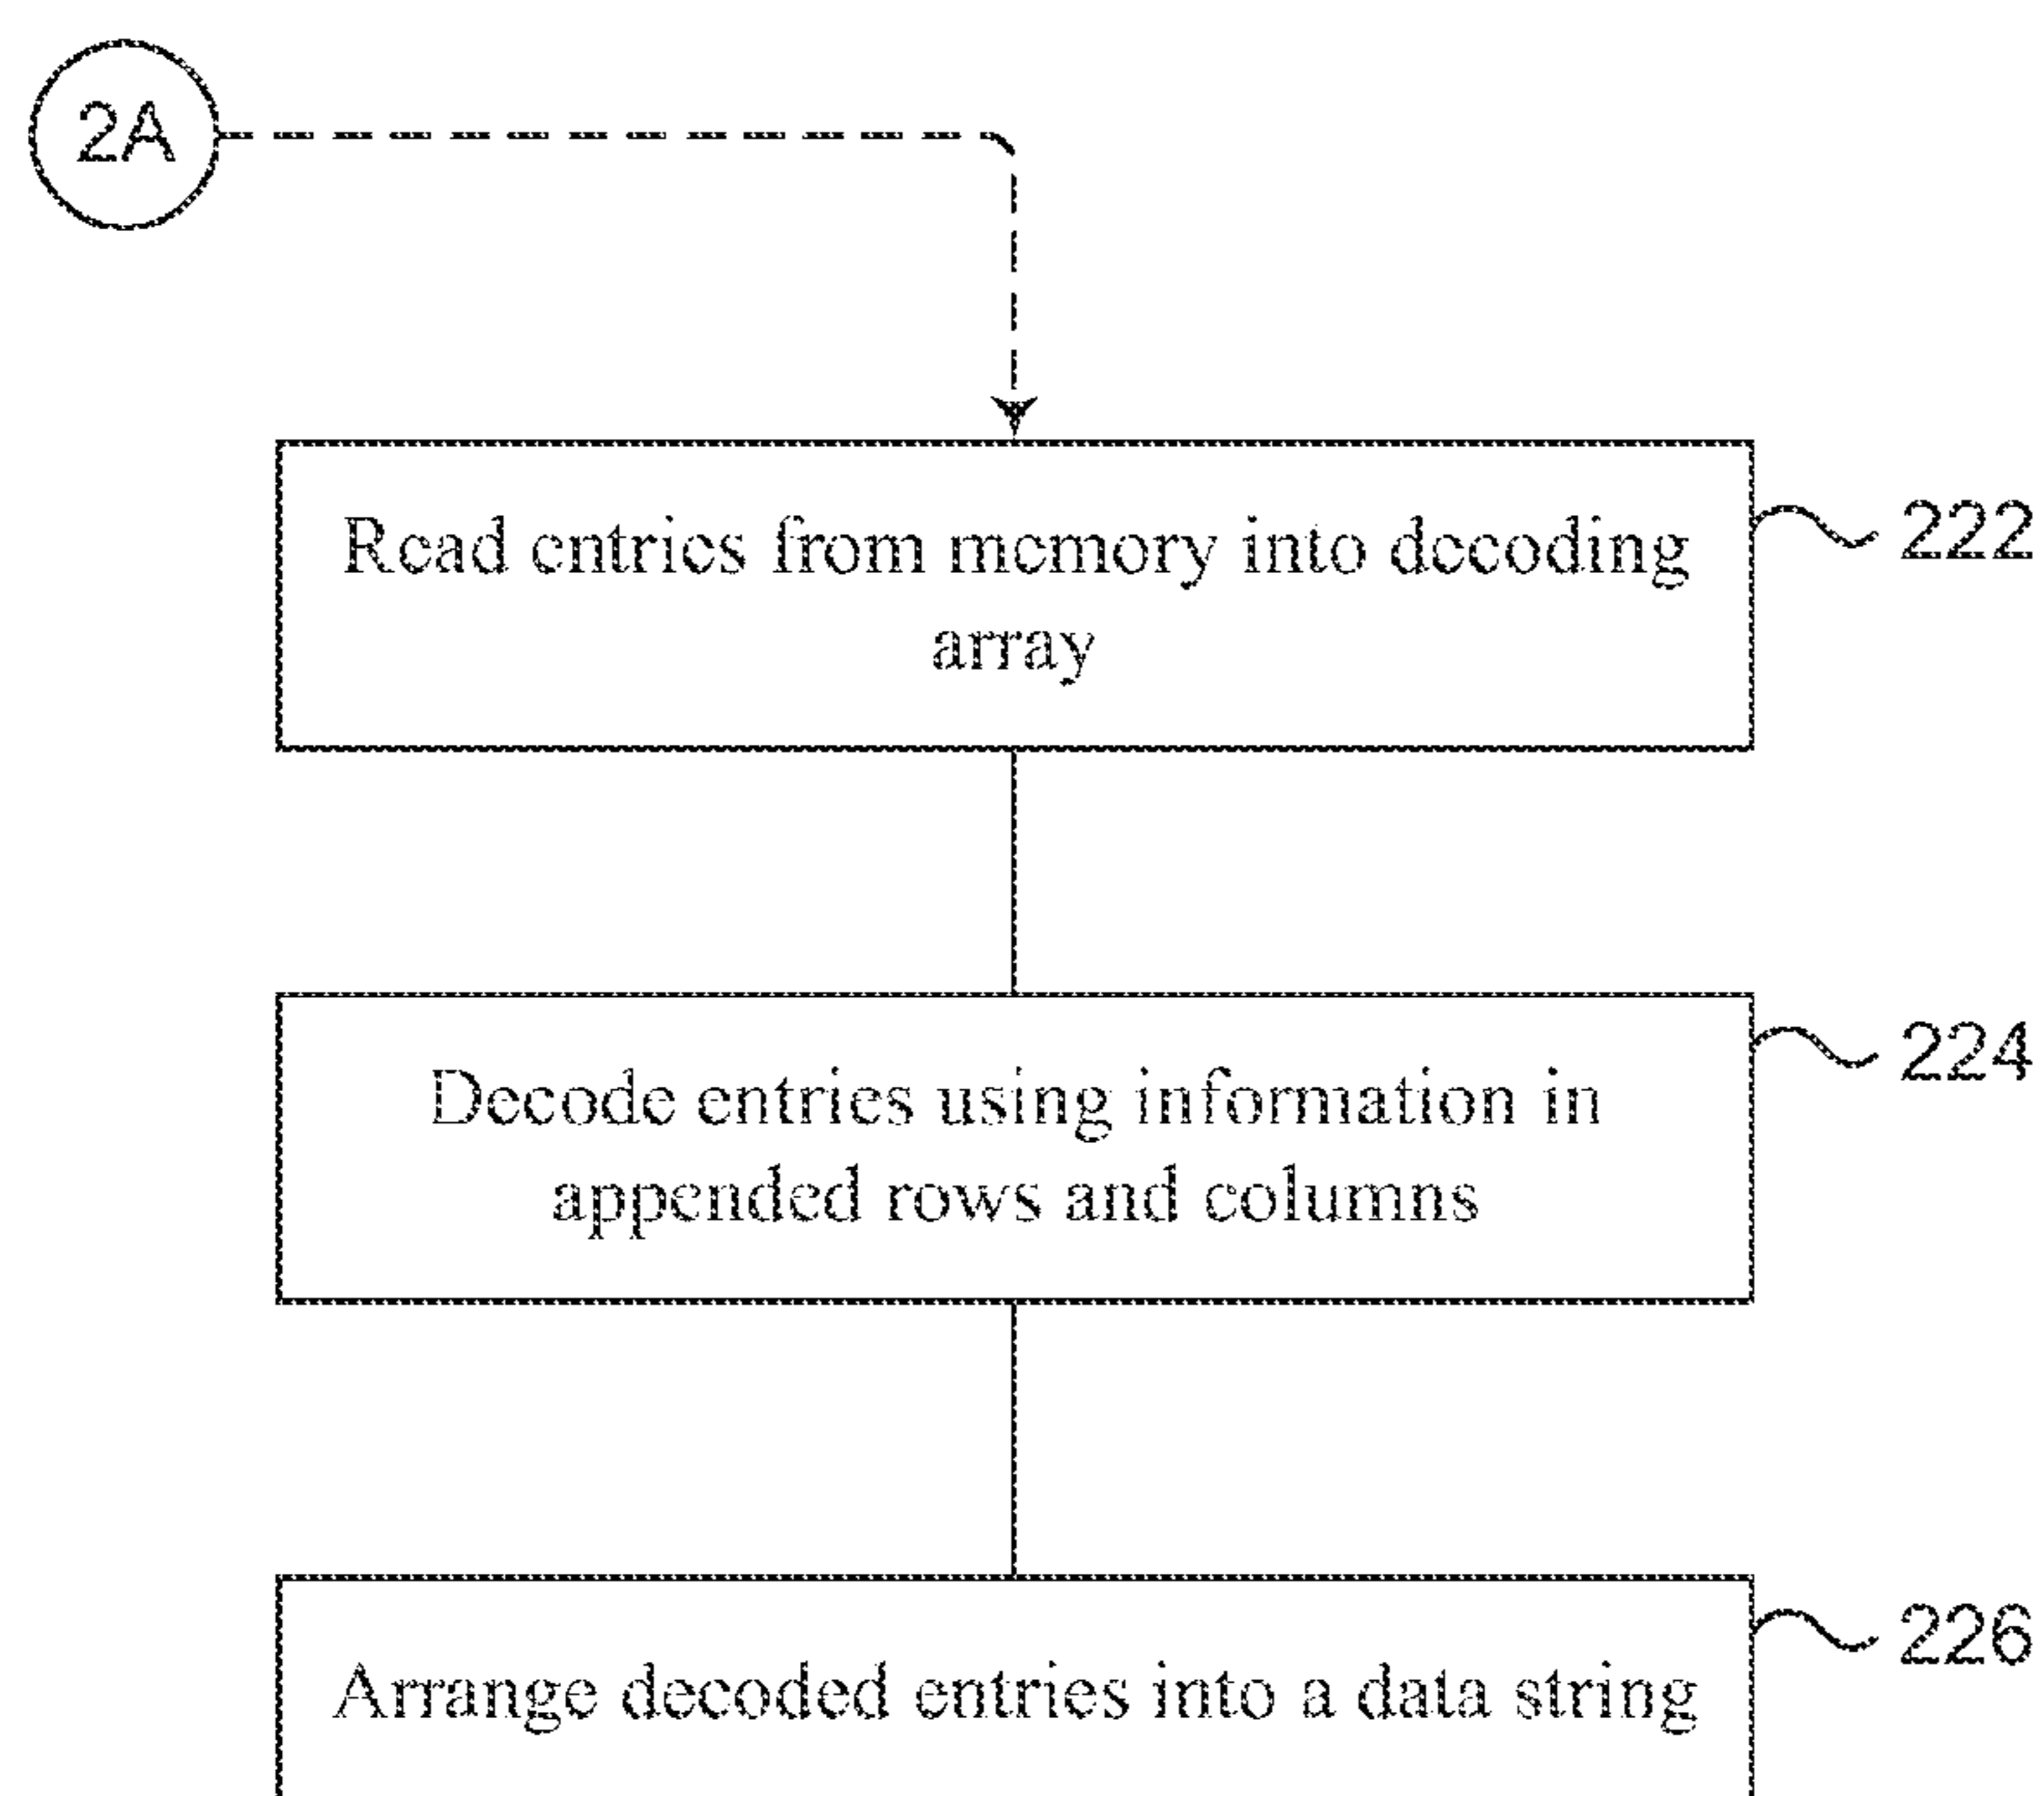 2A
Read entries from memory into decoding
array
222
Decode entries using information in
appended rows and columns
224
Arrange decoded entries into a data string
226